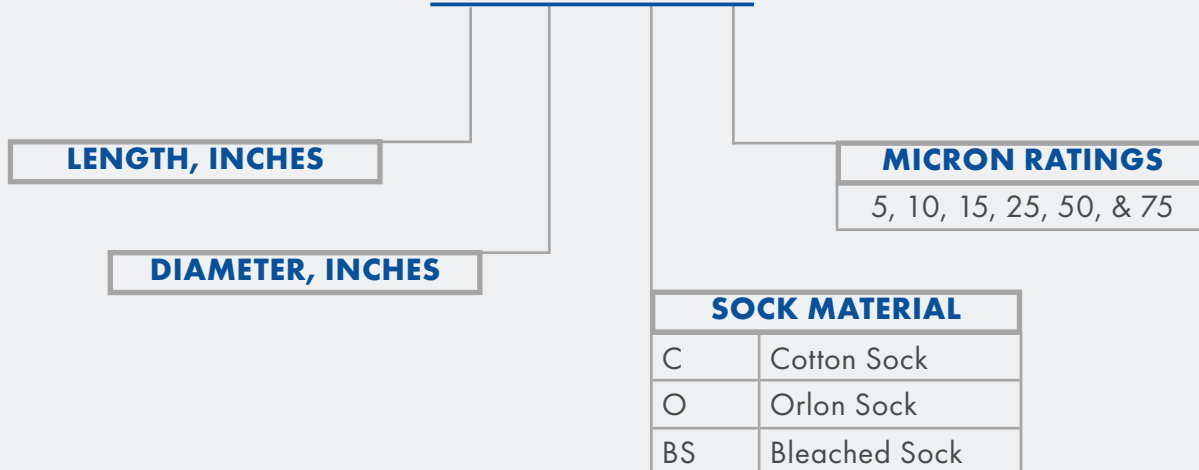 LENGTH, INCHES
MICRON RATINGS
5, 10, 15, 25, 50, & 75
DIAMETER, INCHES
SOCK MATERIAL
C Cotton Sock
O Orlon Sock
BS Bleached Sock